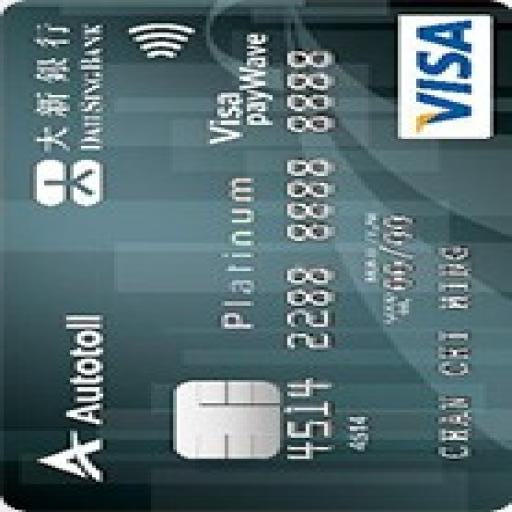 Autotoll
大新銀行
DAH SING BANK
Platinum
Visa
payWave
4514 2288 8888 8888
4514
00/00
CHAN CHI MING
VISA